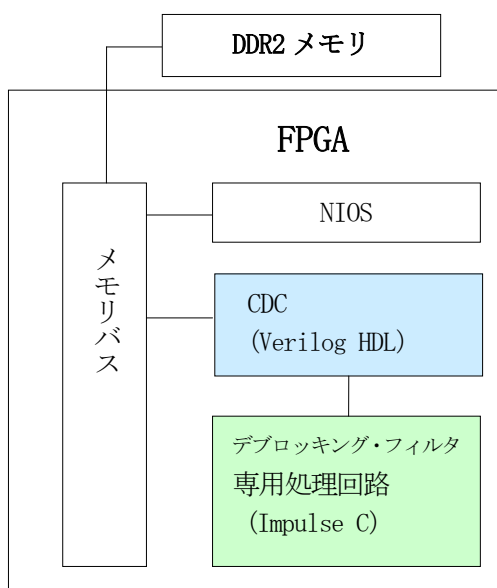 DDR2 メモリ
FPGA
メモリバス
NIOS
CDC
(Verilog HDL)
デブロッキング・フィルタ
専用処理回路
(Impulse C)